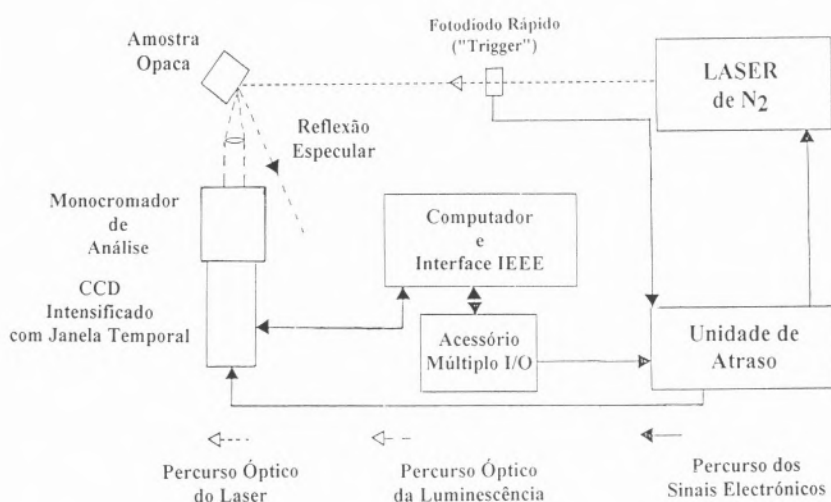 Amostra
Opaca
Fotodiodo Rápido
("Trigger")
LASER
de N2
Reflexão
Especular
Monocromador
de
Análise
Computador
e
Interface IEEE
CCD
Intensificado
com Janela Temporal
Acessório
Múltiplo I/O
Unidade de
Atraso
Percurso Óptico
do Laser
Percurso Óptico
da Luminescência
Percurso dos
Sinais Electrónicos